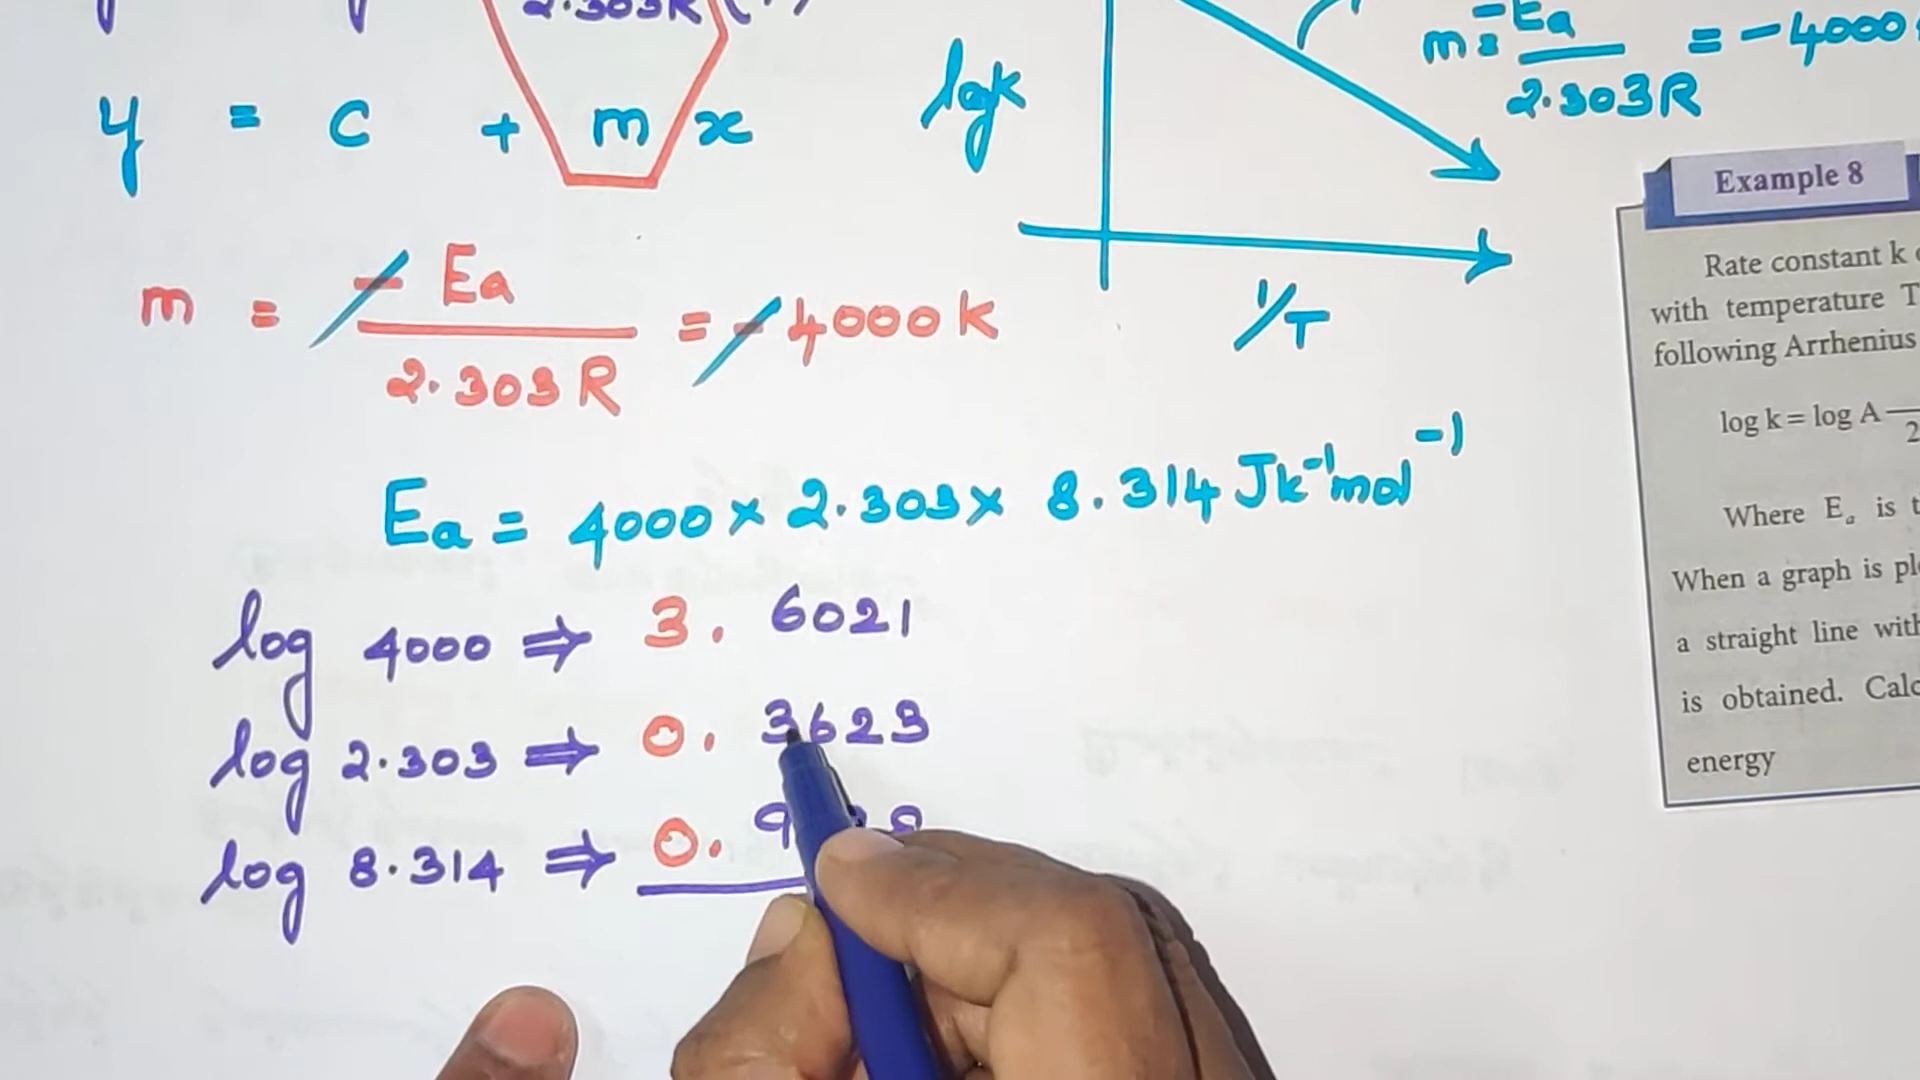 2.303R
y = c + m x
log k
m = -Ea / 2.303R = -4000
m = - Ea / 2.303 R = - 4000 k
1/T
Ea = 4000 × 2.303 × 8.314 Jk⁻¹mol⁻¹
log 4000 ⇒ 3. 6021
log 2.303 ⇒ 0. 3623
log 8.314 ⇒ 0. 9
Example 8
Rate constant k
with temperature T
following Arrhenius
log k = log A — 2
Where Eₐ is t
When a graph is pl
a straight line with
is obtained. Calc
energy